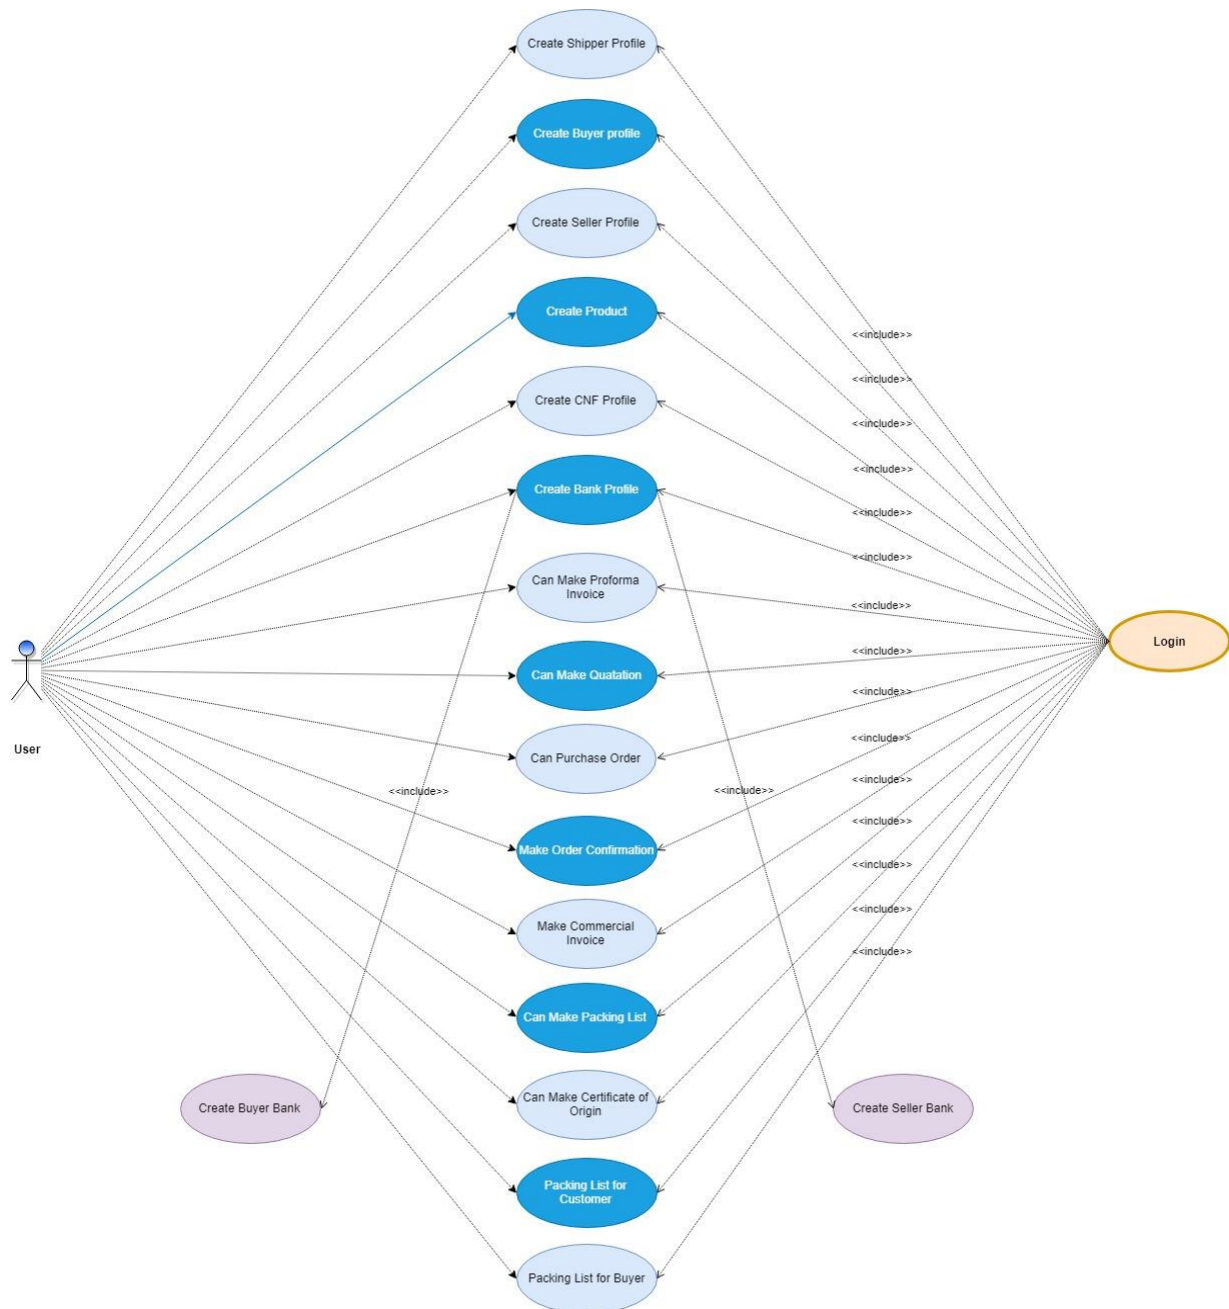 Create Shipper Profile
Create Buyer profile
Create Seller Profile
Create Product
<<include>>
<<include>>
Create CNF Profile
<<include>>
<<include>>
Create Bank Profile
<<include>>
<<include>>
Can Make Proforma
Invoice
<<include>>
Login
<<include>>
Can Make Quatation
<<include>>
<<include>>
User
Can Purchase Order
<<include>>
<<include>>
<<include>>
<<include>>
Make Order Confirmation
<<include>>
<<include>>
Make Commercial
Invoice
<<include>>
Can Make Packing List
Create Buyer Bank
Can Make Certificate of
Origin
Create Seller Bank
Packing List for
Customer
Packing List for Buyer